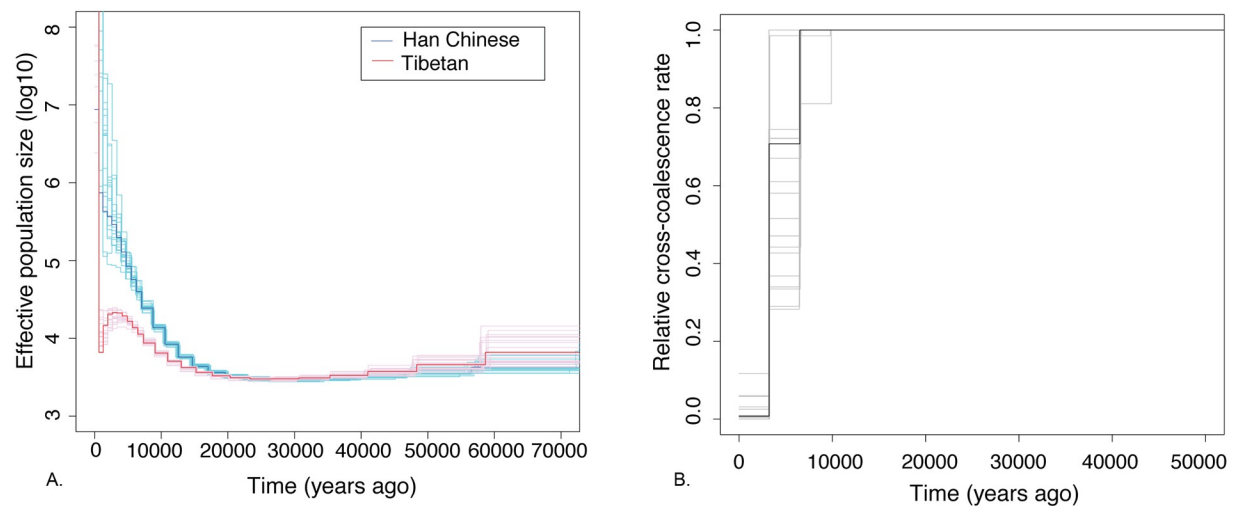 Effective population size (log10)
8
7
6
5
4
3
Han Chinese
Tibetan
0 10000 20000 30000 40000 50000 60000 70000
Time (years ago)
A.
Relative cross-coalescence rate
1.0
0.8
0.6
0.4
0.2
0.0
0 10000 20000 30000 40000 50000
Time (years ago)
B.